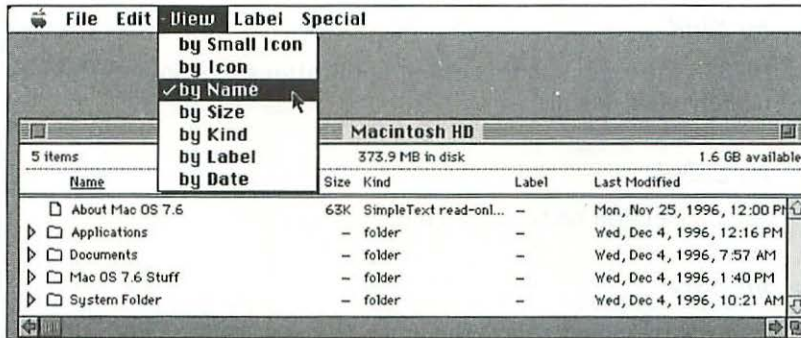 File Edit View Label Special
by Small Icon
by Icon
✓by Name
by Size
by Kind
by Label
by Date
Macintosh HD
5 items 373.9 MB in disk 1.6 GB available
Name Size Kind Label Last Modified
About Mac OS 7.6 63K SimpleText read-onl... – Mon, Nov 25, 1996, 12:00 PM
Applications – folder – Wed, Dec 4, 1996, 12:16 PM
Documents – folder – Wed, Dec 4, 1996, 7:57 AM
Mac OS 7.6 Stuff – folder – Wed, Dec 4, 1996, 1:40 PM
System Folder – folder – Wed, Dec 4, 1996, 10:21 AM